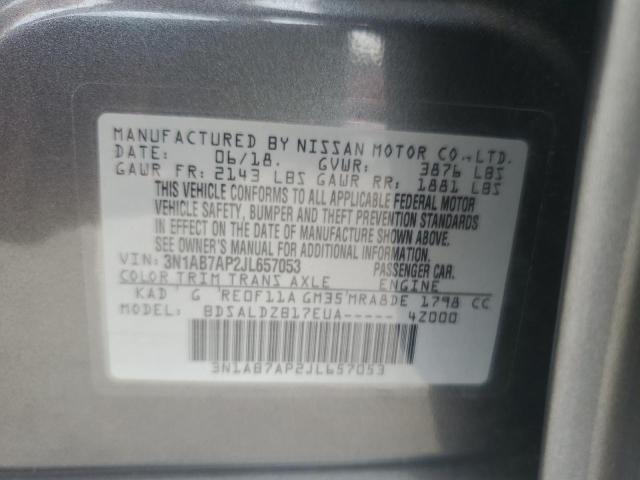 MANUFACTURED BY NISSAN MOTOR CO.,LTD.
DATE: 06/18. GVWR: 3876 LBS
GAWR FR: 2143 LBS GAWR RR: 1881 LBS
THIS VEHICLE CONFORMS TO ALL APPLICABLE FEDERAL MOTOR
VEHICLE SAFETY, BUMPER AND THEFT PREVENTION STANDARDS
IN EFFECT ON THE DATE OF MANUFACTURE SHOWN ABOVE.
SEE OWNER'S MANUAL FOR ADDITIONAL INFORMATION.
VIN: 3N1AB7AP2JL657053 PASSENGER CAR.
COLOR TRIM TRANS AXLE ENGINE
KAD G RE0F11A GM35 MRA8DE 1798 CC
MODEL: BDSALDZB17EUA----- 4Z000
3N1AB7AP2JL657053